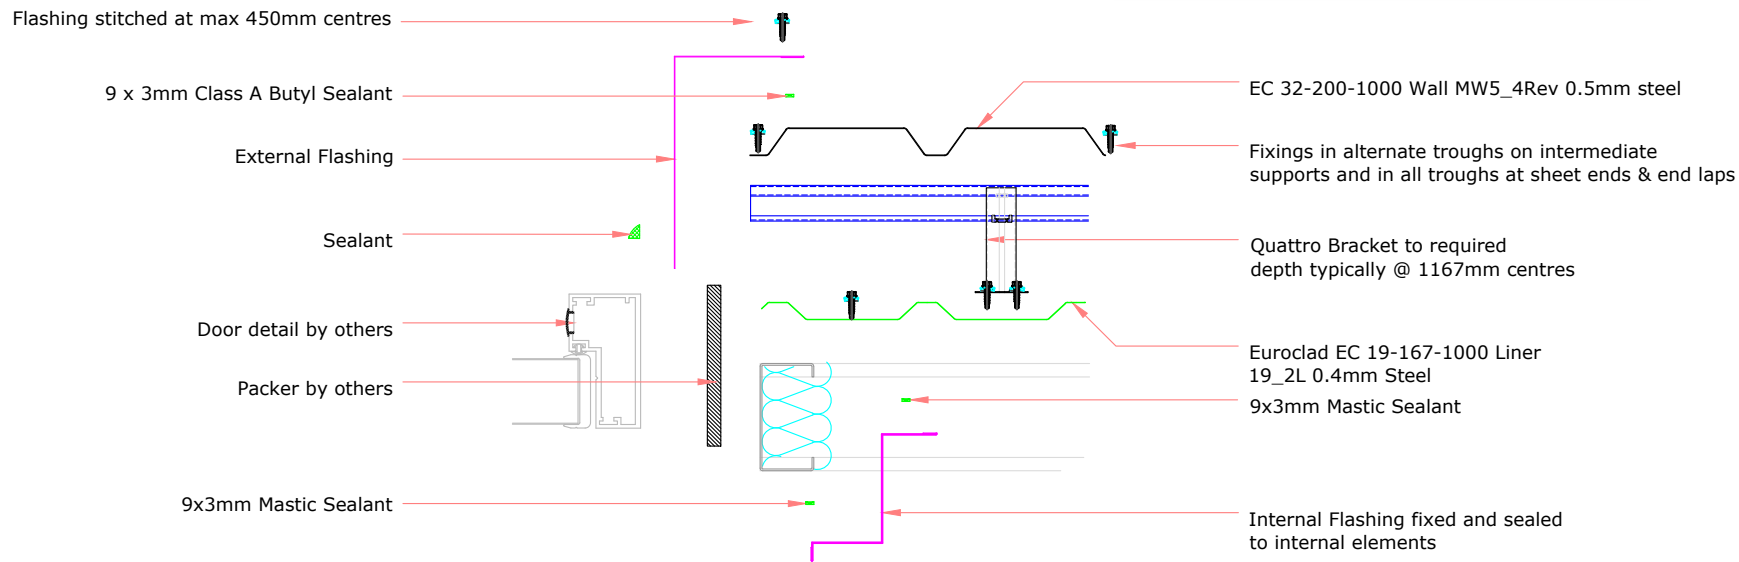 Flashing stitched at max 450mm centres
9 x 3mm Class A Butyl Sealant
External Flashing
Sealant
Door detail by others
Packer by others
9x3mm Mastic Sealant
EC 32-200-1000 Wall MW5_4Rev 0.5mm steel
Fixings in alternate troughs on intermediate
supports and in all troughs at sheet ends & end laps
Quattro Bracket to required
depth typically @ 1167mm centres
Euroclad EC 19-167-1000 Liner
19_2L 0.4mm Steel
9x3mm Mastic Sealant
Internal Flashing fixed and sealed
to internal elements